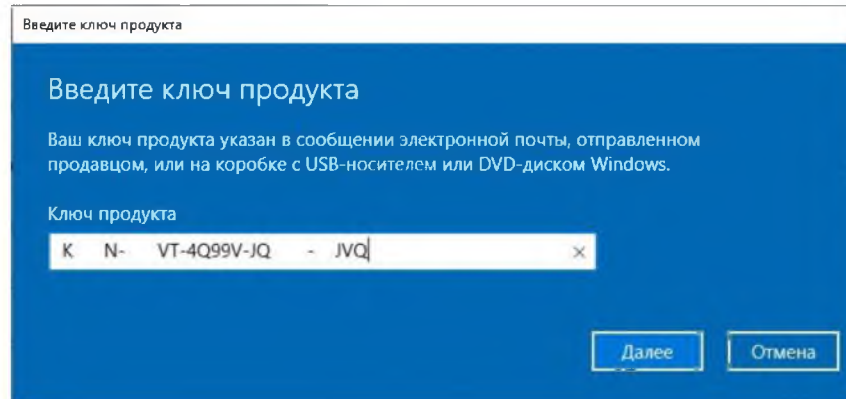 Введите ключ продукта
Введите ключ продукта
Ваш ключ продукта указан в сообщении электронной почты, отправленном
продавцом, или на коробке с USB-носителем или DVD-диском Windows.
Ключ продукта
K N- VT-4Q99V-JQ - JVQ
Далее Отмена